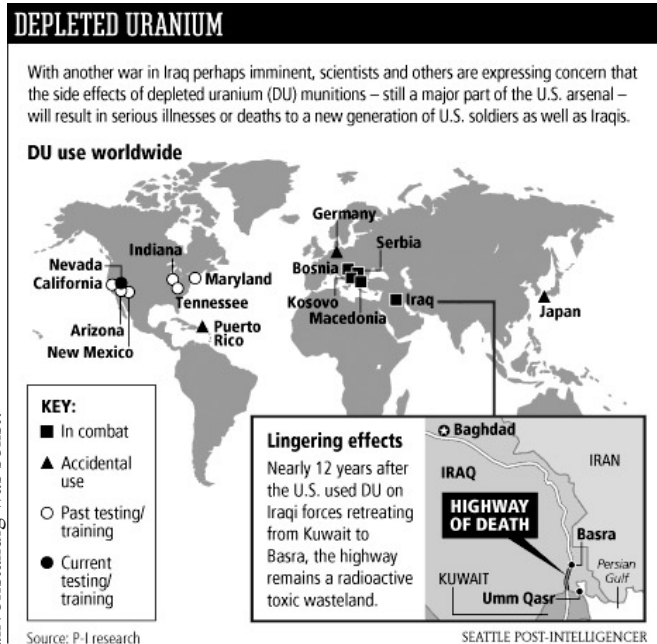 DEPLETED URANIUM
With another war in Iraq perhaps imminent, scientists and others are expressing concern that
the side effects of depleted uranium (DU) munitions – still a major part of the U.S. arsenal –
will result in serious illnesses or deaths to a new generation of U.S. soldiers as well as Iraqis.
DU use worldwide
Germany
Indiana
Serbia
Nevada
Bosnia
California
Maryland
Tennessee
Kosovo
Iraq
Macedonia
Japan
Arizona
Puerto
Rico
New Mexico
KEY:
In combat
Accidental
use
Past testing/
training
Current
testing/
training
Lingering effects
Nearly 12 years after
the U.S. used DU on
Iraqi forces retreating
from Kuwait to
Basra, the highway
remains a radioactive
toxic wasteland.
Baghdad
IRAN
IRAQ
HIGHWAY
OF DEATH
Basra
Persian
Gulf
KUWAIT
Umm Qasr
Source: P-I research
SEATTLE POST-INTELLIGENCER